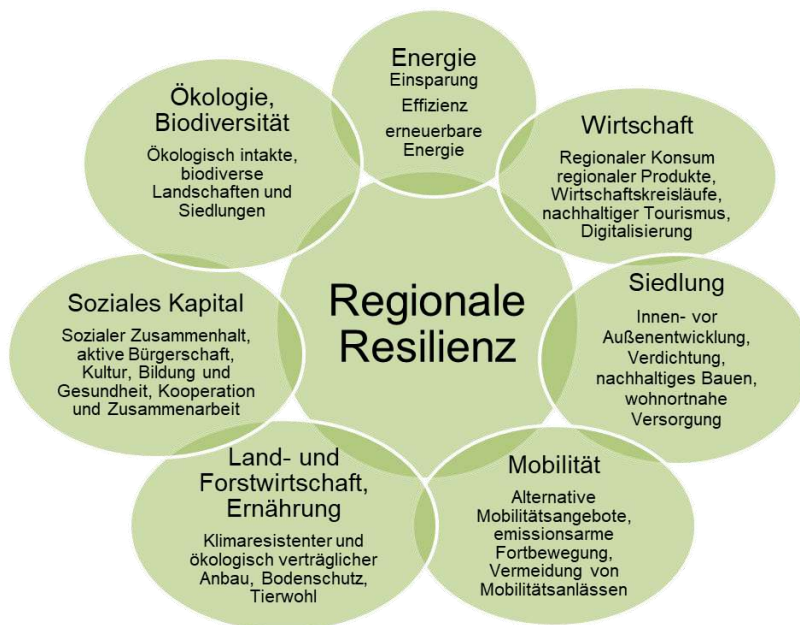 Energie
Einsparung
Effizienz
erneuerbare
Energie
Wirtschaft
Regionaler Konsum
regionaler Produkte,
Wirtschaftskreisläufe,
nachhaltiger Tourismus,
Digitalisierung
Siedlung
Innen- vor
Außenentwicklung,
Verdichtung,
nachhaltiges Bauen,
wohnortnahe
Versorgung
Mobilität
Alternative
Mobilitätsangebote,
emissionsarme
Fortbewegung,
Vermeidung von
Mobilitätsanlässen
Land- und
Forstwirtschaft,
Ernährung
Klimaresistenter und
ökologisch verträglicher
Anbau, Bodenschutz,
Tierwohl
Soziales Kapital
Sozialer Zusammenhalt,
aktive Bürgerschaft,
Kultur, Bildung und
Gesundheit, Kooperation
und Zusammenarbeit
Ökologie,
Biodiversität
Ökologisch intakte,
biodiverse
Landschaften und
Siedlungen
Regionale
Resilienz